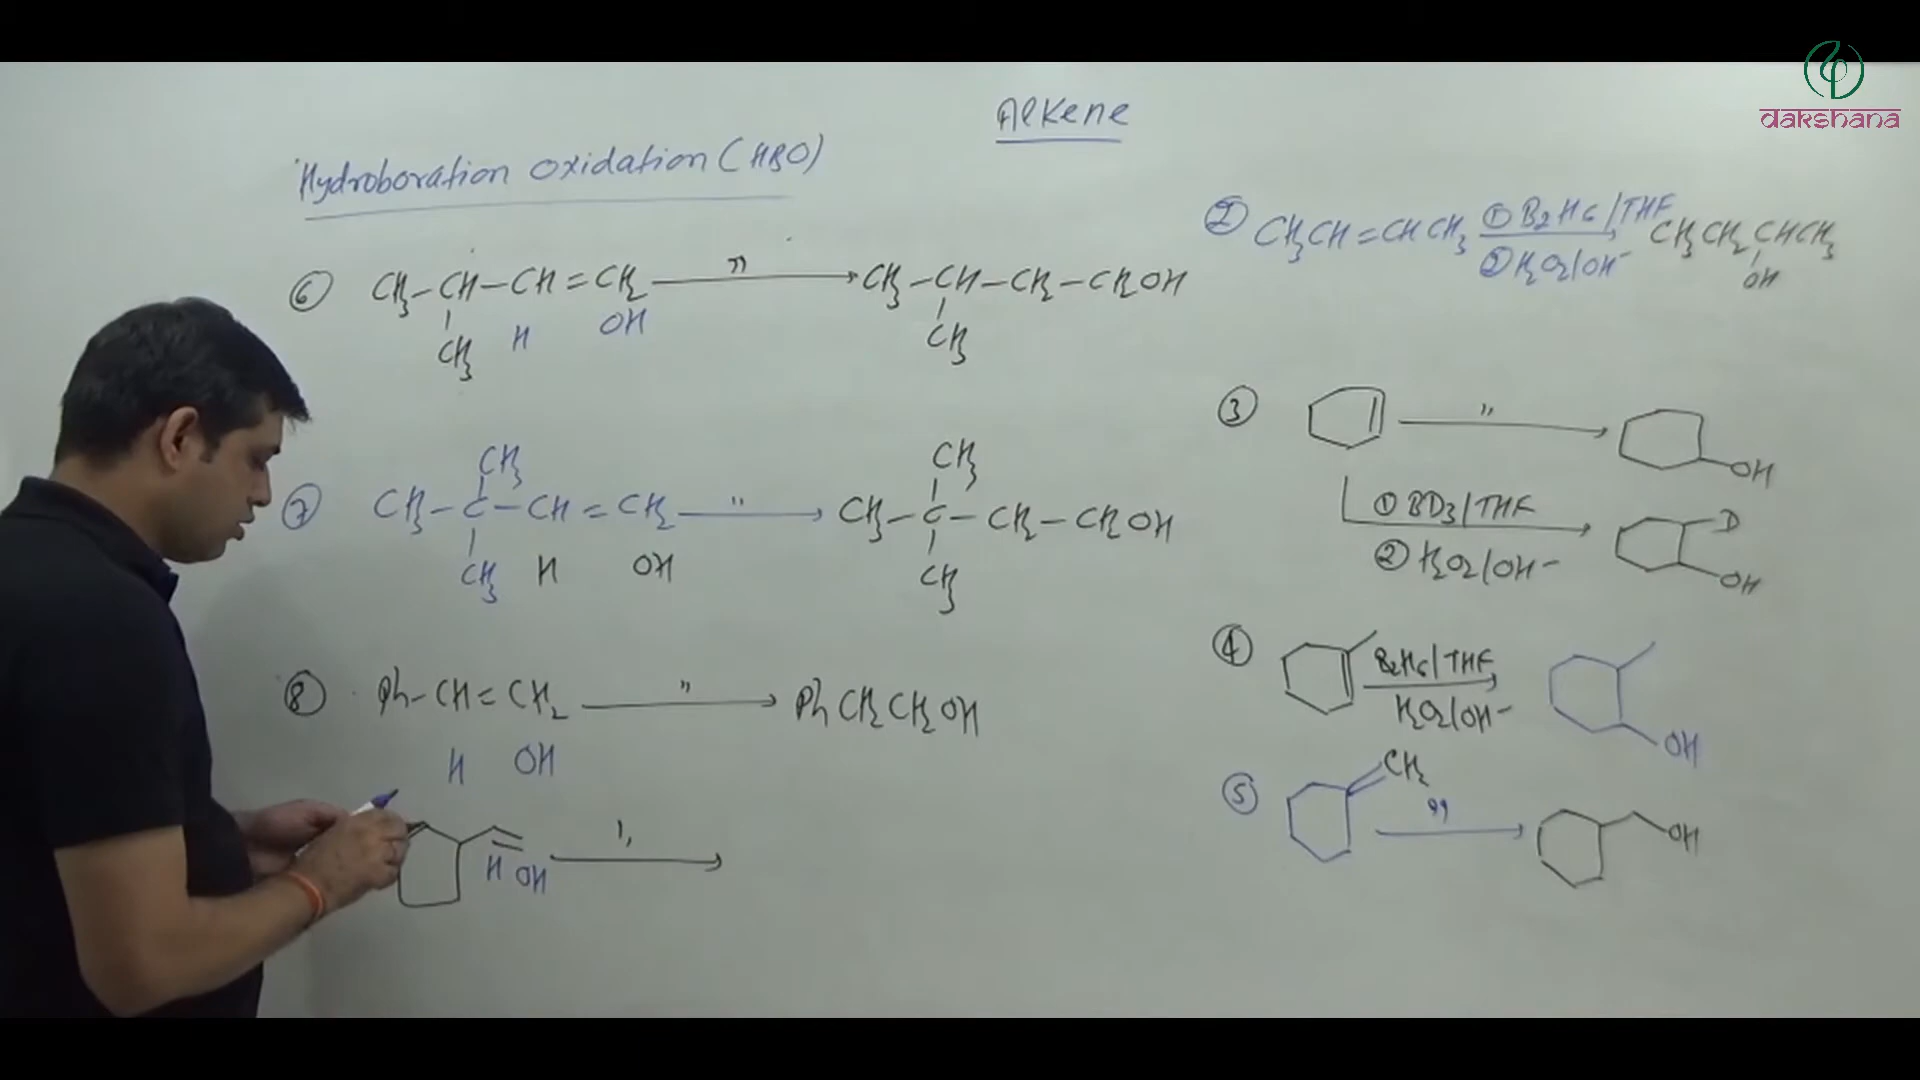 dakshana
Alkene
Hydroboration oxidation (HBO)
⑥ CH3-CH-CH=CH2 " → CH3-CH-CH2-CH2OH
CH3 H OH CH3
⑦ CH3-C-CH=CH2 " → CH3-C-CH2-CH2OH
CH3 CH3
CH3 H OH CH3
⑧ Ph-CH=CH2 " → PhCH2CH2OH
H OH
H OH " →
② CH3CH=CHCH3 ① B2H6/THF → CH3CH2CHCH3
② H2O2/OH- OH
③ " → OH
① BD3/THF → D
② H2O2/OH- OH
④ B2H6/THF →
H2O2/OH- OH
⑤ CH2 " → OH